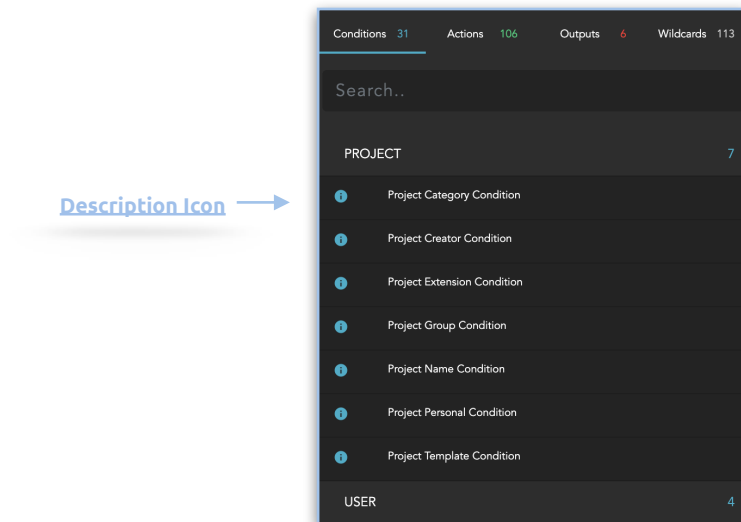 Conditions 31 Actions 106 Outputs 6 Wildcards 113
Search..
PROJECT 7
Description Icon
Project Category Condition
Project Creator Condition
Project Extension Condition
Project Group Condition
Project Name Condition
Project Personal Condition
Project Template Condition
USER 4